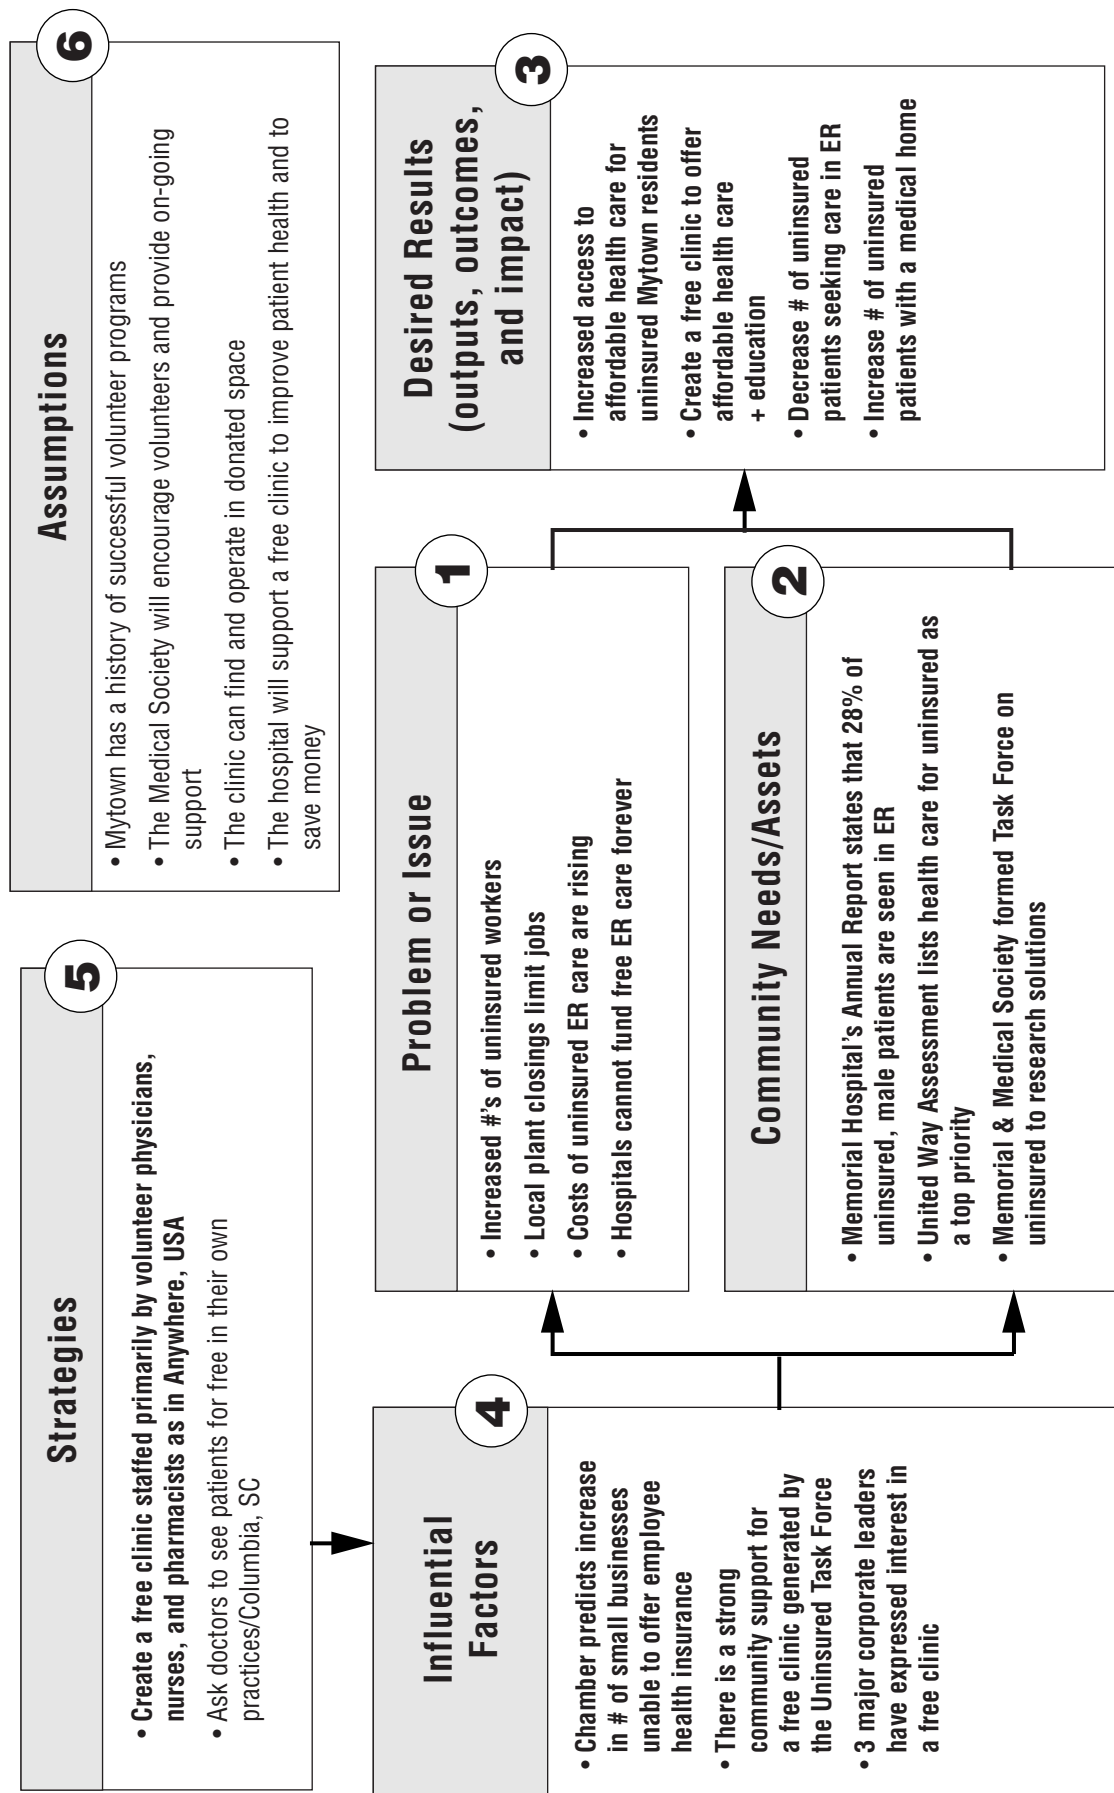 Strategies
5
• Create a free clinic staffed primarily by volunteer physicians,
nurses, and pharmacists as in Anywhere, USA
• Ask doctors to see patients for free in their own
practices/Columbia, SC
Assumptions
6
• Mytown has a history of successful volunteer programs
• The Medical Society will encourage volunteers and provide on-going
support
• The clinic can find and operate in donated space
• The hospital will support a free clinic to improve patient health and to
save money
Influential
Factors
4
• Chamber predicts increase
in # of small businesses
unable to offer employee
health insurance
• There is a strong
community support for
a free clinic generated by
the Uninsured Task Force
• 3 major corporate leaders
have expressed interest in
a free clinic
Problem or Issue
1
• Increased #'s of uninsured workers
• Local plant closings limit jobs
• Costs of uninsured ER care are rising
• Hospitals cannot fund free ER care forever
Community Needs/Assets
2
• Memorial Hospital's Annual Report states that 28% of
uninsured, male patients are seen in ER
• United Way Assessment lists health care for uninsured as
a top priority
• Memorial & Medical Society formed Task Force on
uninsured to research solutions
Desired Results
(outputs, outcomes,
and impact)
3
• Increased access to
affordable health care for
uninsured Mytown residents
• Create a free clinic to offer
affordable health care
+ education
• Decrease # of uninsured
patients seeking care in ER
• Increase # of uninsured
patients with a medical home